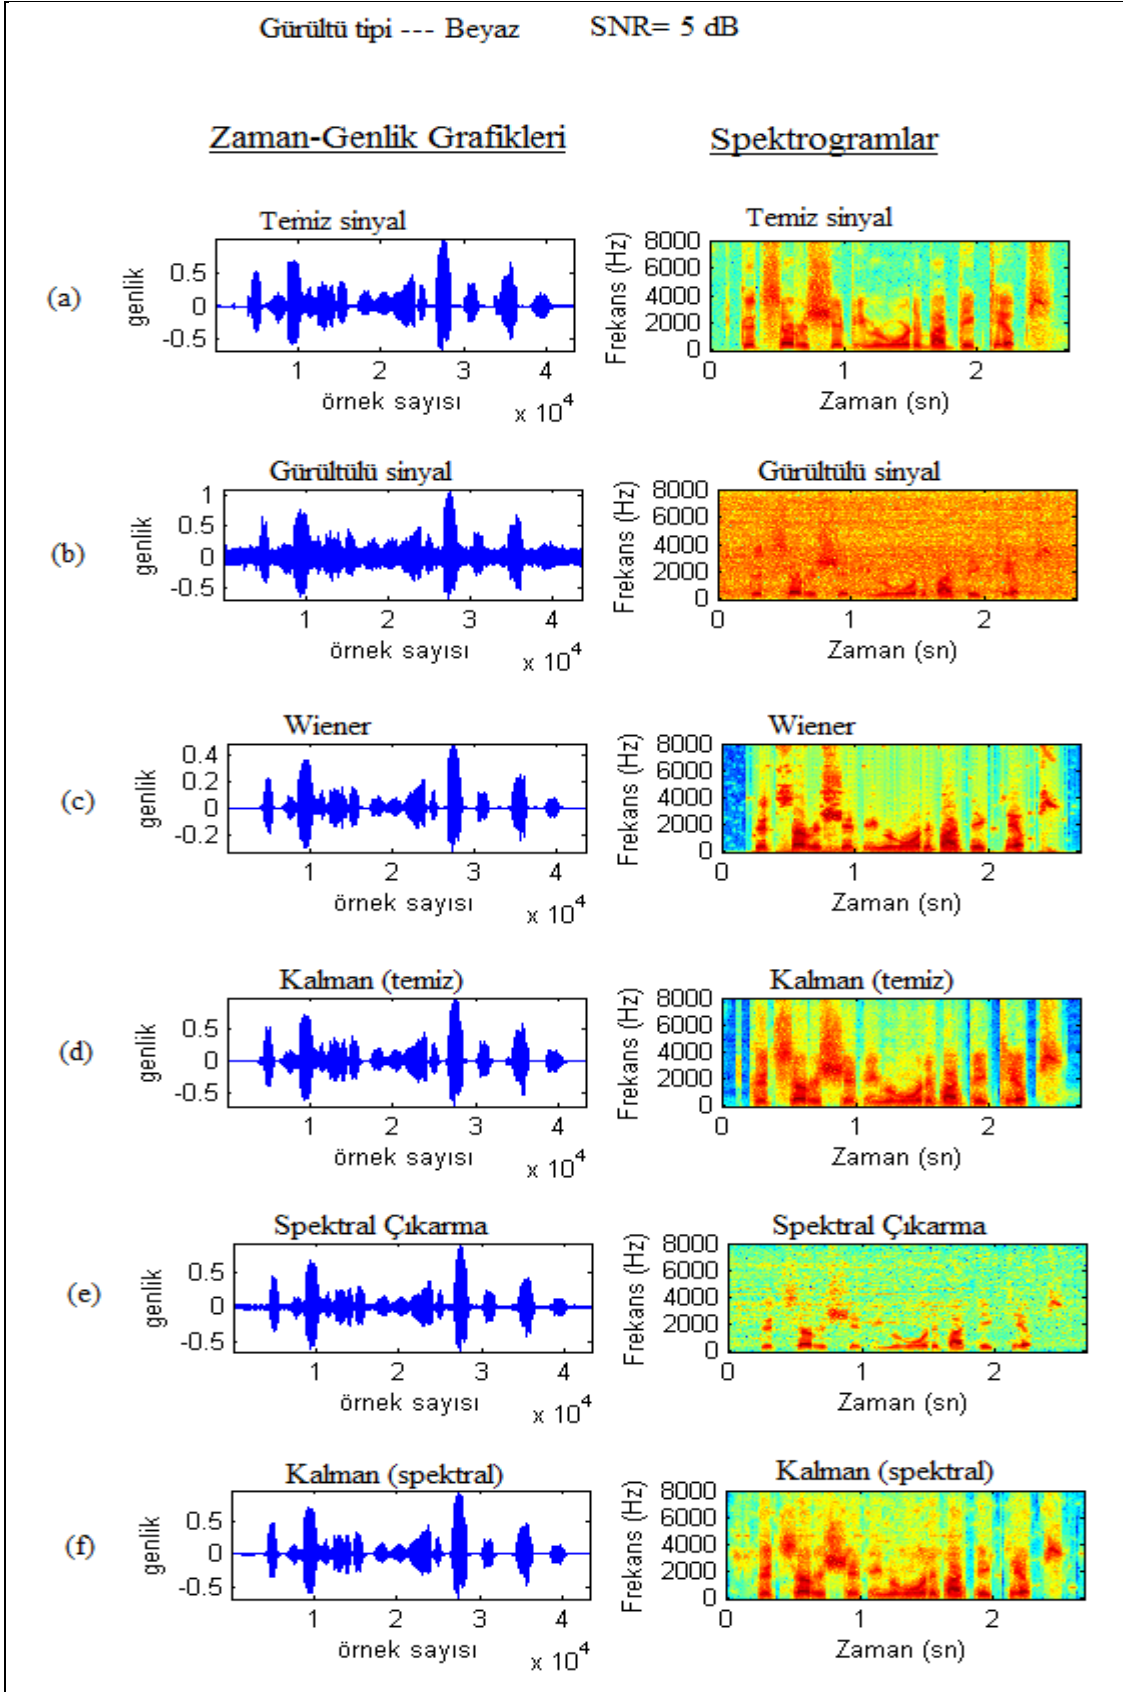 Gürültü tipi --- Beyaz SNR= 5 dB
Zaman-Genlik Grafikleri Spektrogramlar
(a)
Temiz sinyal
genlik
0.5
0
-0.5
1 2 3 4
örnek sayısı
x 10^4
Temiz sinyal
Frekans (Hz)
8000
6000
4000
2000
0
0 1 2
Zaman (sn)
(b)
Gürültülü sinyal
genlik
1
0.5
0
-0.5
1 2 3 4
örnek sayısı
x 10^4
Gürültülü sinyal
Frekans (Hz)
8000
6000
4000
2000
0
0 1 2
Zaman (sn)
(c)
Wiener
genlik
0.4
0.2
0
-0.2
1 2 3 4
örnek sayısı
x 10^4
Wiener
Frekans (Hz)
8000
6000
4000
2000
0
1 2
Zaman (sn)
(d)
Kalman (temiz)
genlik
0.5
0
-0.5
1 2 3 4
örnek sayısı
x 10^4
Kalman (temiz)
Frekans (Hz)
8000
6000
4000
2000
0
1 2
Zaman (sn)
(e)
Spektral Çıkarma
genlik
0.5
0
-0.5
1 2 3 4
örnek sayısı
x 10^4
Spektral Çıkarma
Frekans (Hz)
8000
6000
4000
2000
0
0 1 2
Zaman (sn)
(f)
Kalman (spektral)
genlik
0.5
0
-0.5
1 2 3 4
örnek sayısı
x 10^4
Kalman (spektral)
Frekans (Hz)
8000
6000
4000
2000
0
0 1 2
Zaman (sn)